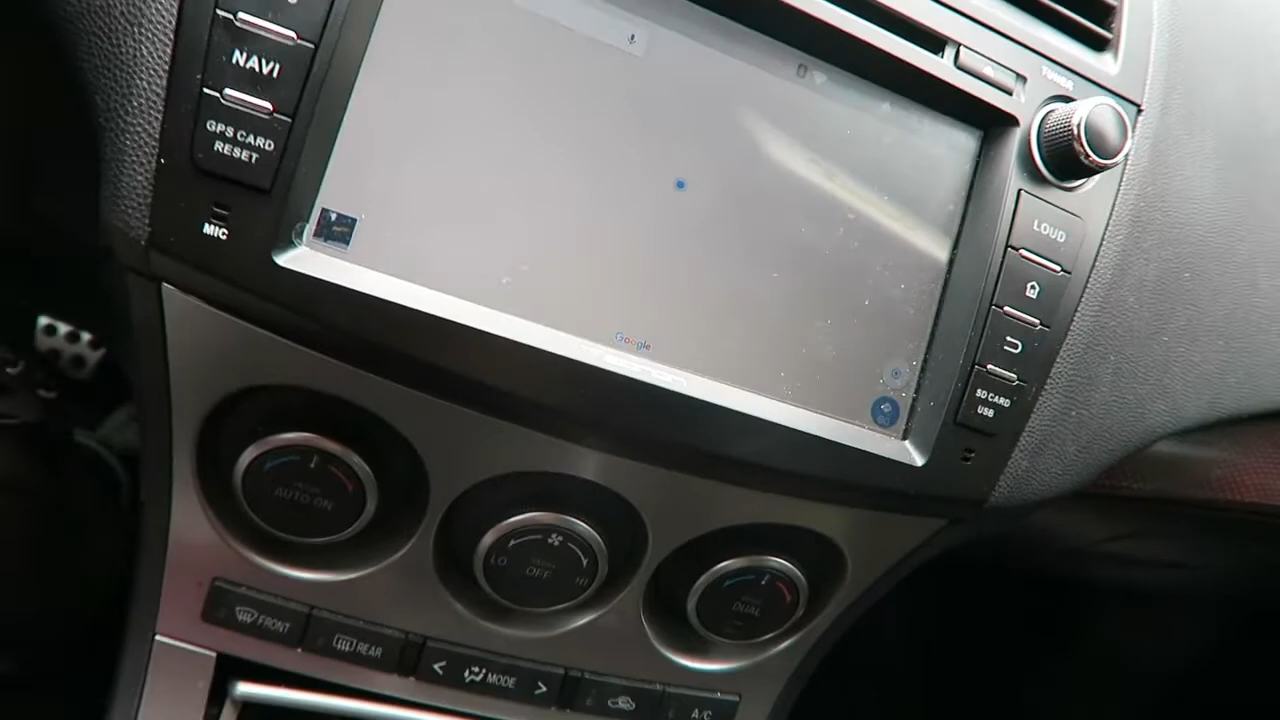 NAVI
GPS CARD
RESET
MIC
Google
TUNER
LOUD
SD CARD
USB
AUTO ON
LO
OFF
HI
DUAL
FRONT
REAR
< MODE >
A/C